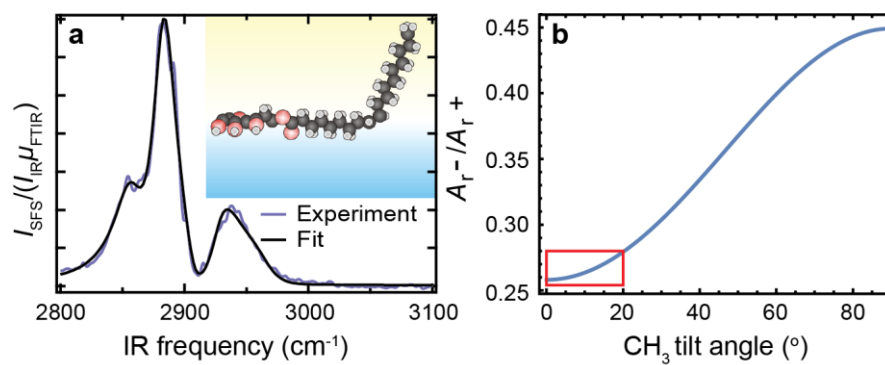 a
I_SFS/(I_IR μ_FTIR)
Experiment
Fit
2800
2900
3000
3100
IR frequency (cm⁻¹)
b
A_r-/A_r+
0.45
0.40
0.35
0.30
0.25
0
20
40
60
80
CH₃ tilt angle (°)